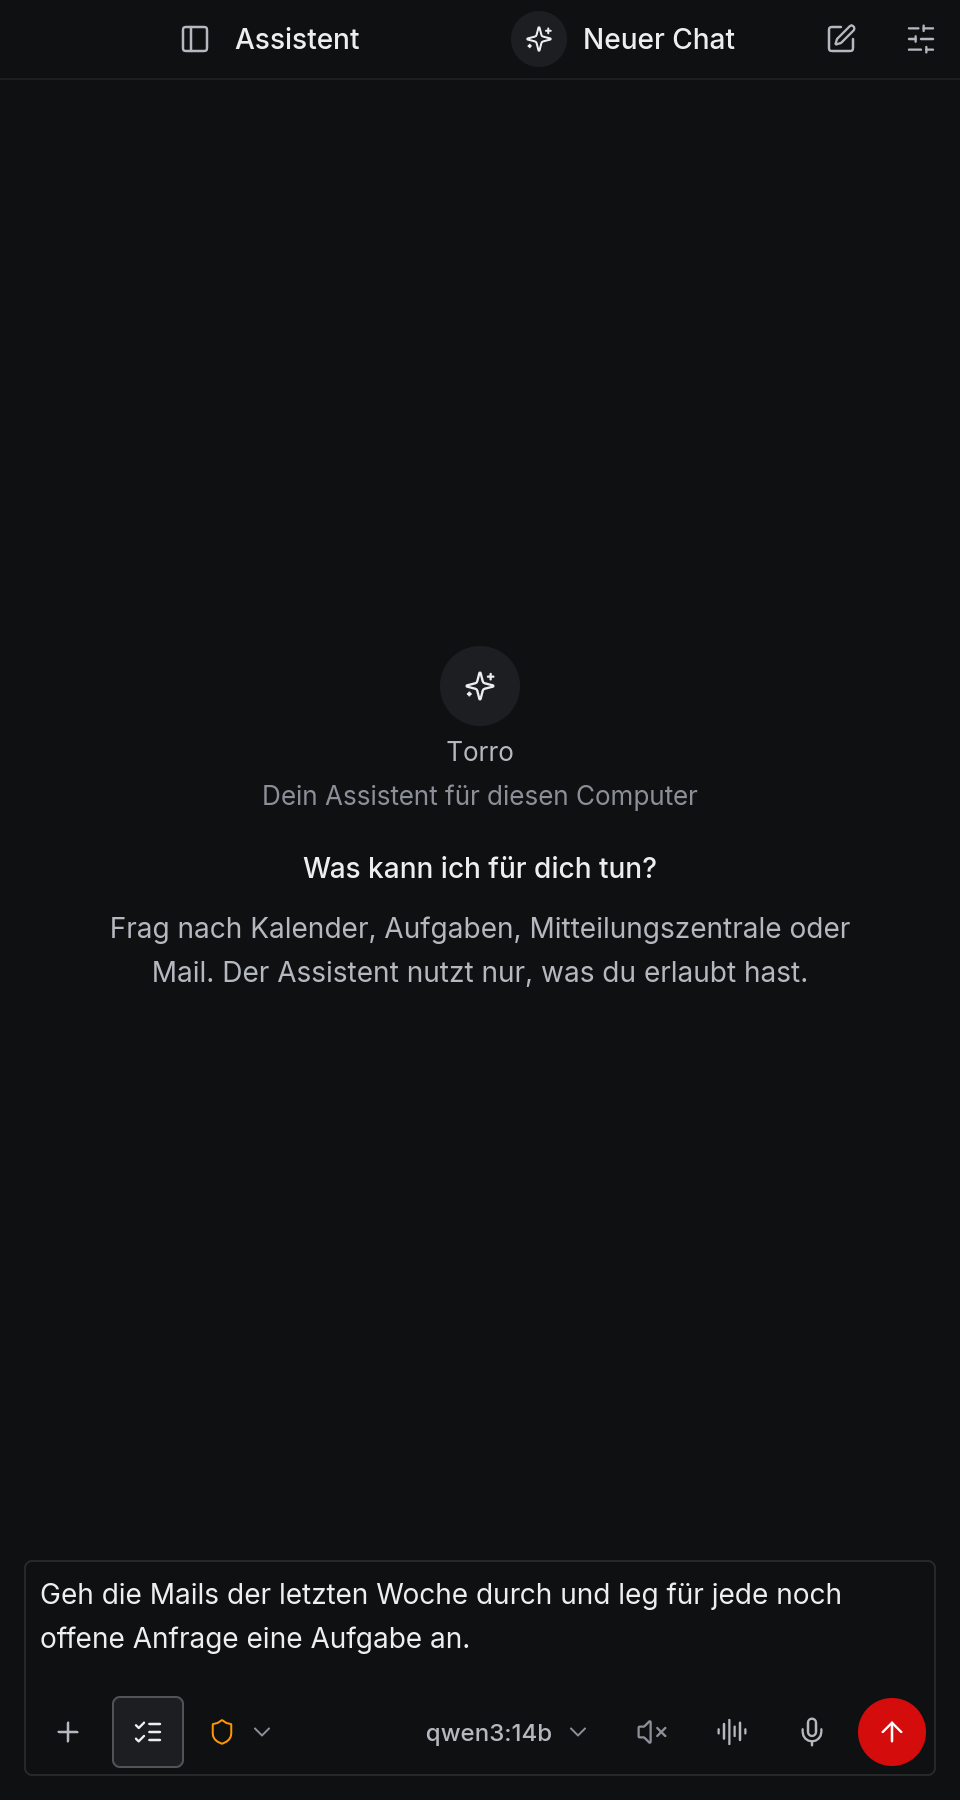 Assistent
Neuer Chat
Torro
Dein Assistent für diesen Computer
Was kann ich für dich tun?
Frag nach Kalender, Aufgaben, Mitteilungszentrale oder
Mail. Der Assistent nutzt nur, was du erlaubt hast.
Geh die Mails der letzten Woche durch und leg für jede noch
offene Anfrage eine Aufgabe an.
qwen3:14b